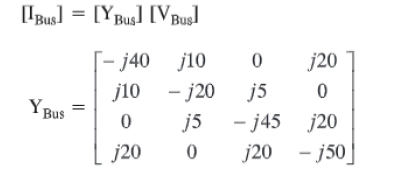 [I_Bus] = [Y_Bus] [V_Bus]
Y_Bus =
- j40 j10 0 j20
j10 - j20 j5 0
0 j5 - j45 j20
j20 0 j20 - j50